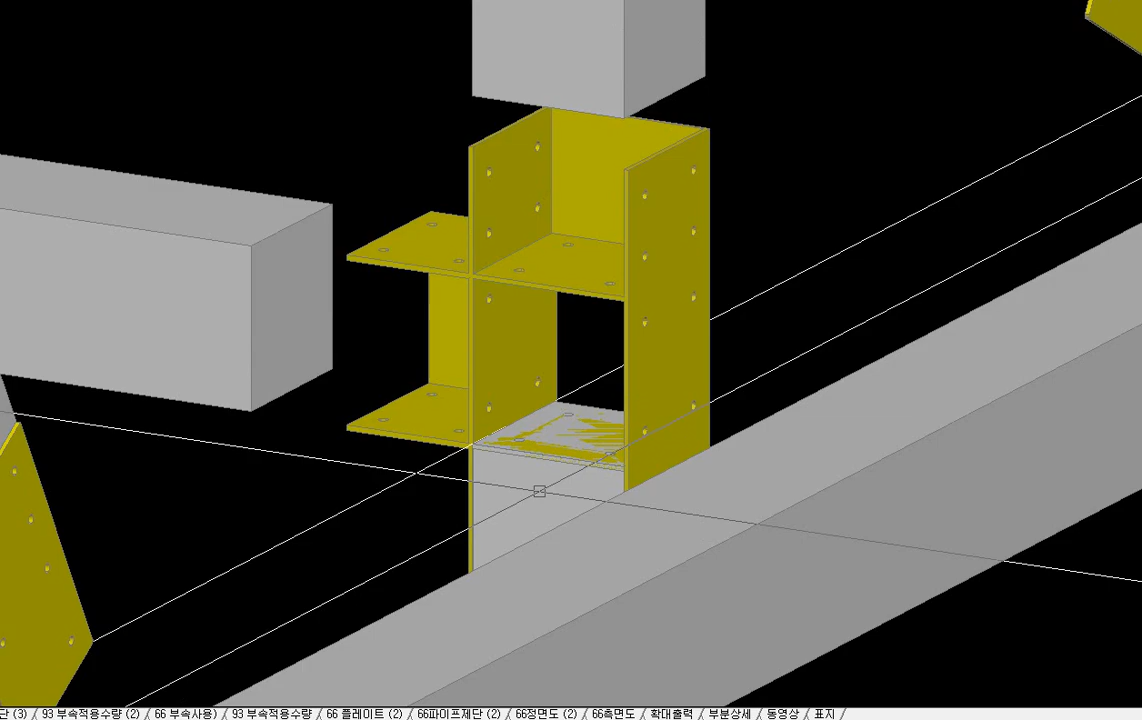 단 (3) / 93 부속적용수량 (2) / 66 부속사용) / 93 부속적용수량 / 66 플레이트 (2) / 66파이프제단 (2) / 66정면도 (2) / 66측면도 / 확대출력 / 부분상세 / 동영상 / 표지 /